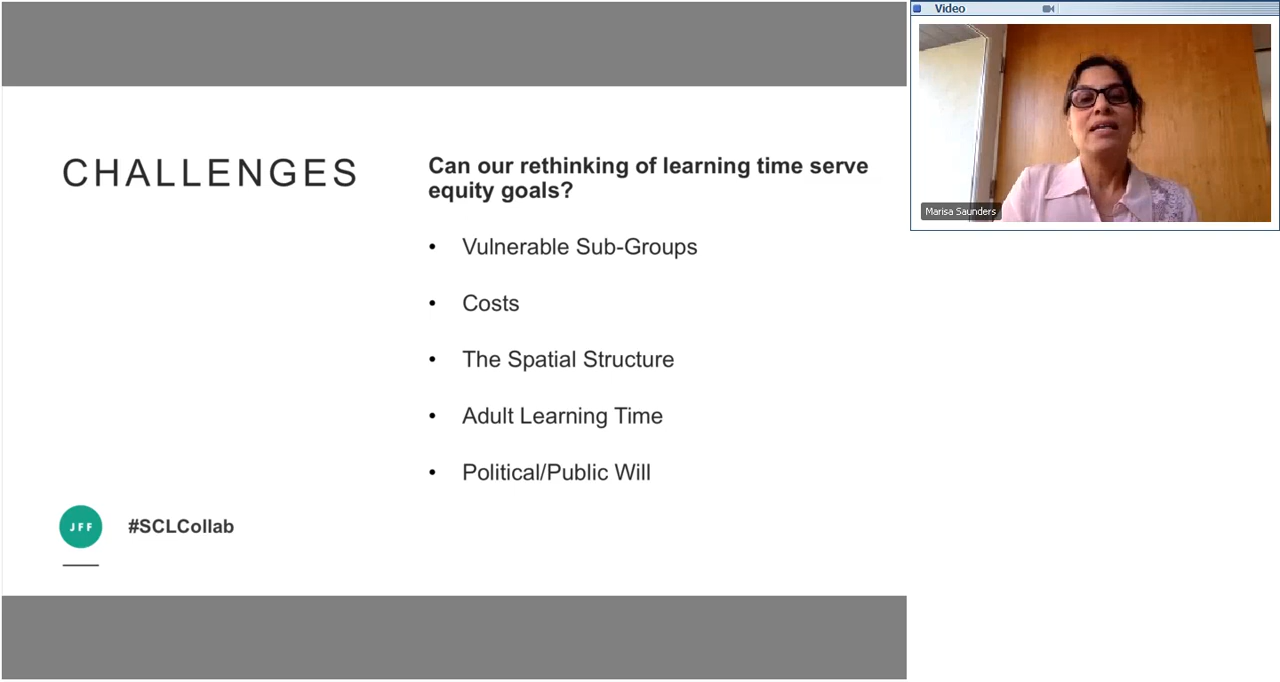 CHALLENGES
Can our rethinking of learning time serve
equity goals?
• Vulnerable Sub-Groups
• Costs
• The Spatial Structure
• Adult Learning Time
• Political/Public Will
JFF
#SCLCollab
Video
Marisa Saunders